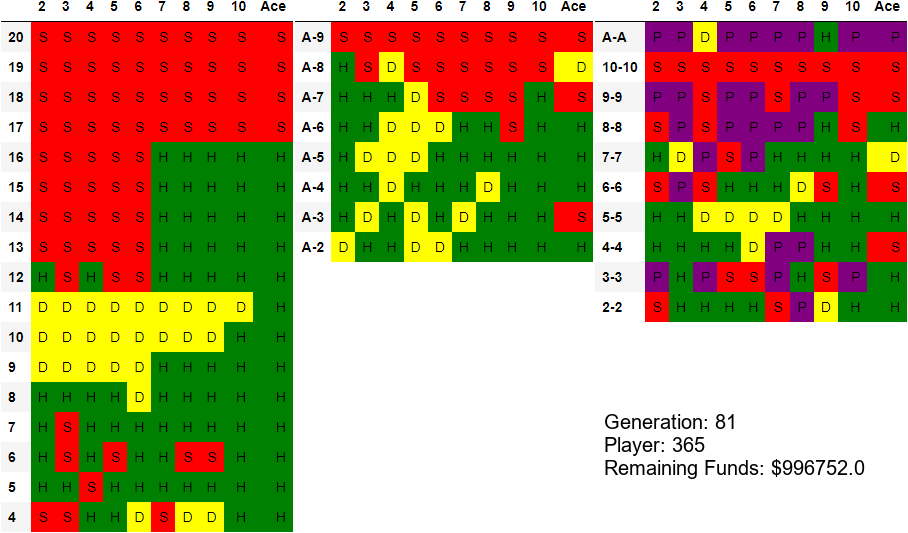 2 3 4 5 6 7 8 9 10 Ace
20 S S S S S S S S S S
19 S S S S S S S S S S
18 S S S S S S S S S S
17 S S S S S S S S S S
16 S S S S S H H H H H
15 S S S S S H H H H H
14 S S S S S H H H H H
13 S S S S S H H H H H
12 H S H S S H H H H H
11 D D D D D D D D D H
10 D D D D D D D D H H
9 D D D D D H H H H H
8 H H H H D H H H H H
7 H S H H H H H H H H
6 H S H S H H S S H H
5 H H S H H H H H H H
4 S S H H D S D D H H
2 3 4 5 6 7 8 9 10 Ace
A-9 S S S S S S S S S S
A-8 H S D S S S S S S D
A-7 H H H D S S S S H S
A-6 H H D D D H H S H H
A-5 H D D D H H H H H H
A-4 H H D H H H D H H H
A-3 H D H D H D H H H S
A-2 D H H D D H H H H H
2 3 4 5 6 7 8 9 10 Ace
A-A P P D P P P P H P P
10-10 S S S S S S S S S S
9-9 P P S P P S P P S S
8-8 S P S P P P P H S H
7-7 H D P S P H H H H D
6-6 S P S H H H D S H S
5-5 H H D D D D H H H H
4-4 H H H H D P P H H S
3-3 P H P S S P H S P H
2-2 S H H H H S P D H H
Generation: 81
Player: 365
Remaining Funds: $996752.0